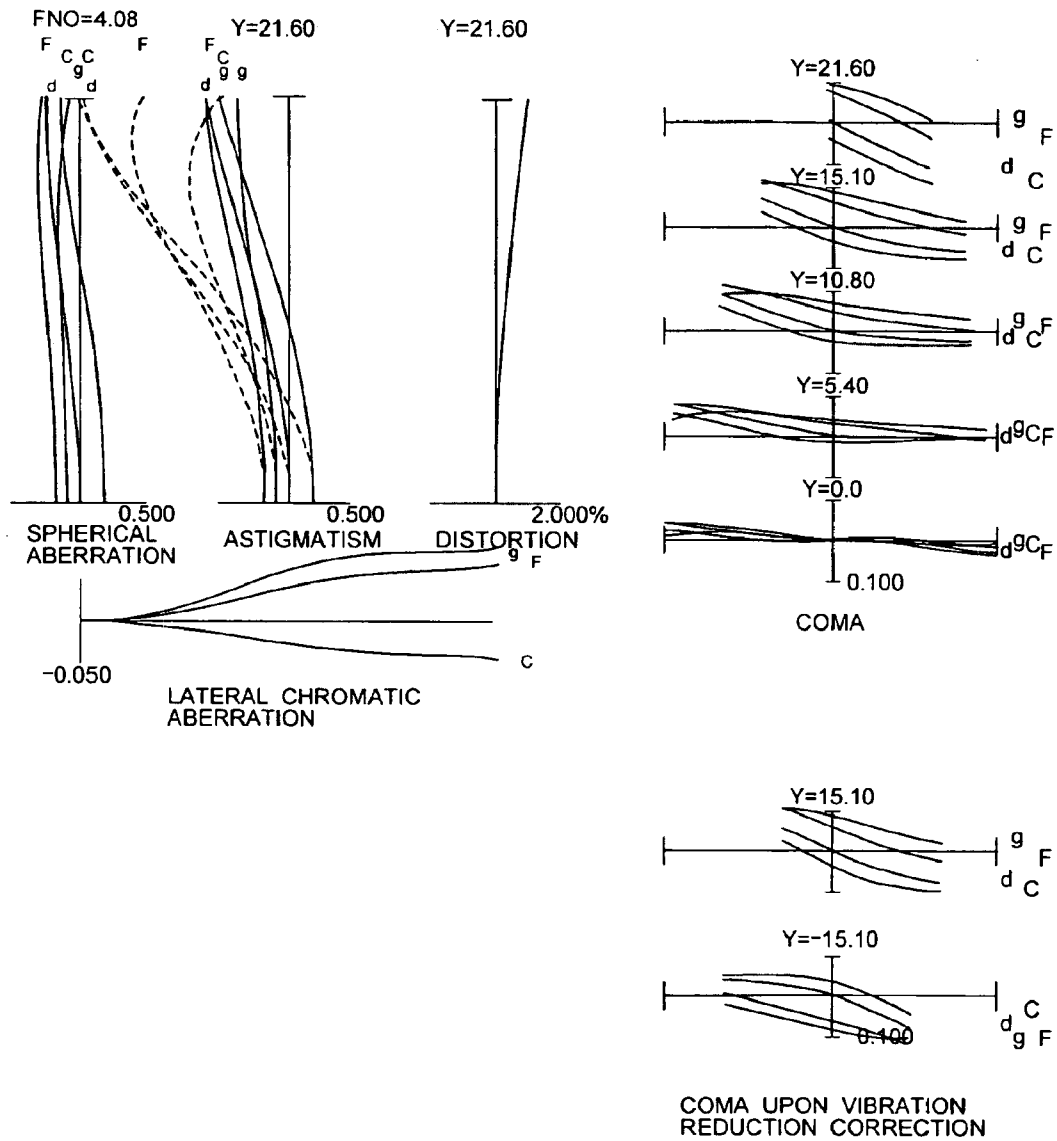 FNO=4.08
Y=21.60
Y=21.60
F
C
C
g
d
d
F
F
C
g
g
d
0.500
SPHERICAL
ABERRATION
0.500
ASTIGMATISM
2.000%
DISTORTION
g
F
C
-0.050
LATERAL CHROMATIC
ABERRATION
Y=21.60
g
F
d
C
Y=15.10
g
F
d
C
Y=10.80
g
F
d
C
Y=5.40
g
d
C
F
Y=0.0
d
g
C
F
0.100
COMA
Y=15.10
g
F
d
C
Y=-15.10
C
d
g
F
0.100
COMA UPON VIBRATION
REDUCTION CORRECTION